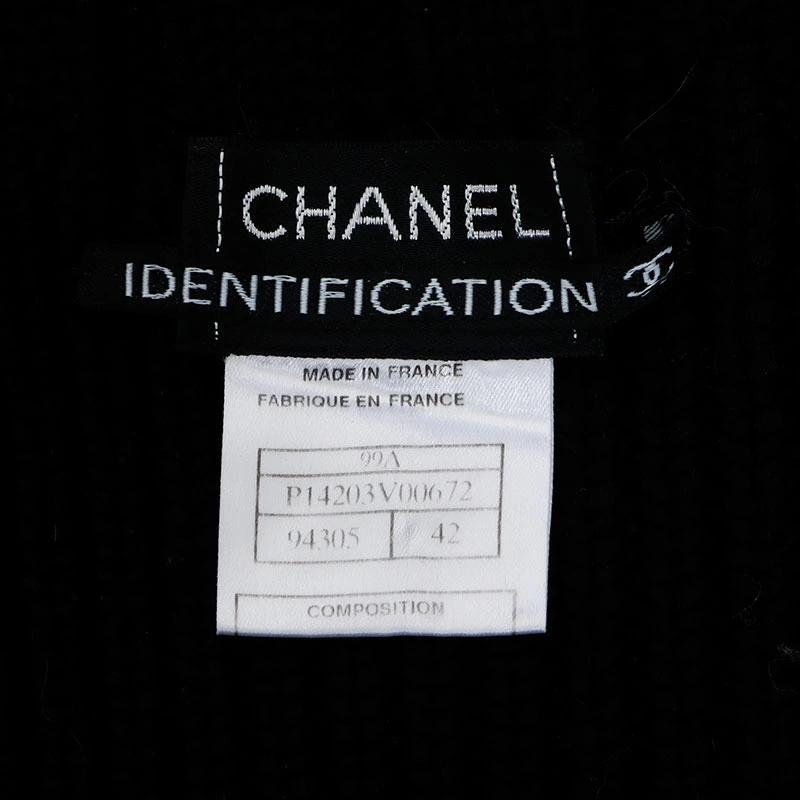 CHANEL
IDENTIFICATION
MADE IN FRANCE
FABRIQUE EN FRANCE
99A
P14203V00672
94305 42
COMPOSITION